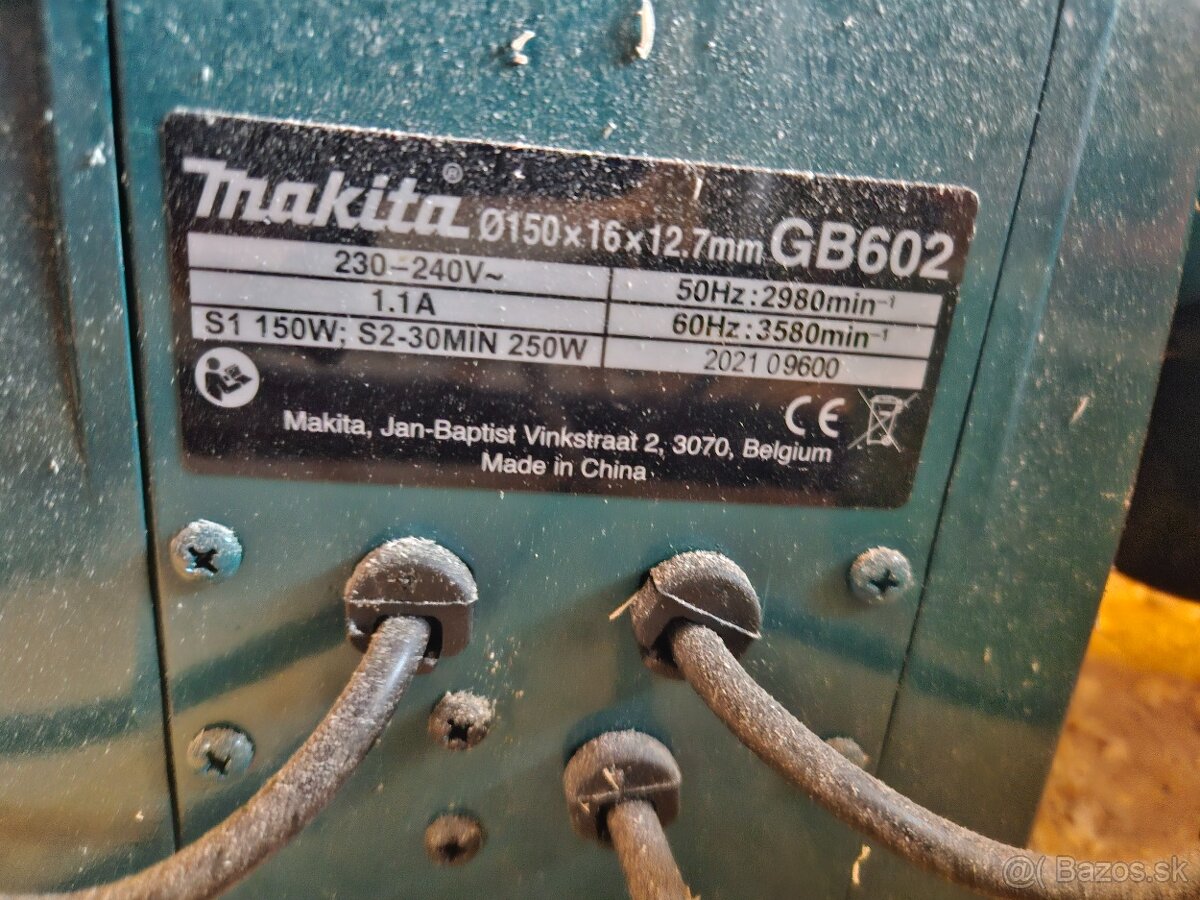 makita® Ø150×16×12.7mm GB602
230-240V~
50Hz:2980min⁻¹
1.1A
60Hz:3580min⁻¹
S1 150W; S2-30MIN 250W
2021 09600
CE
Makita, Jan-Baptist Vinkstraat 2, 3070, Belgium
Made in China
@( Bazos.sk